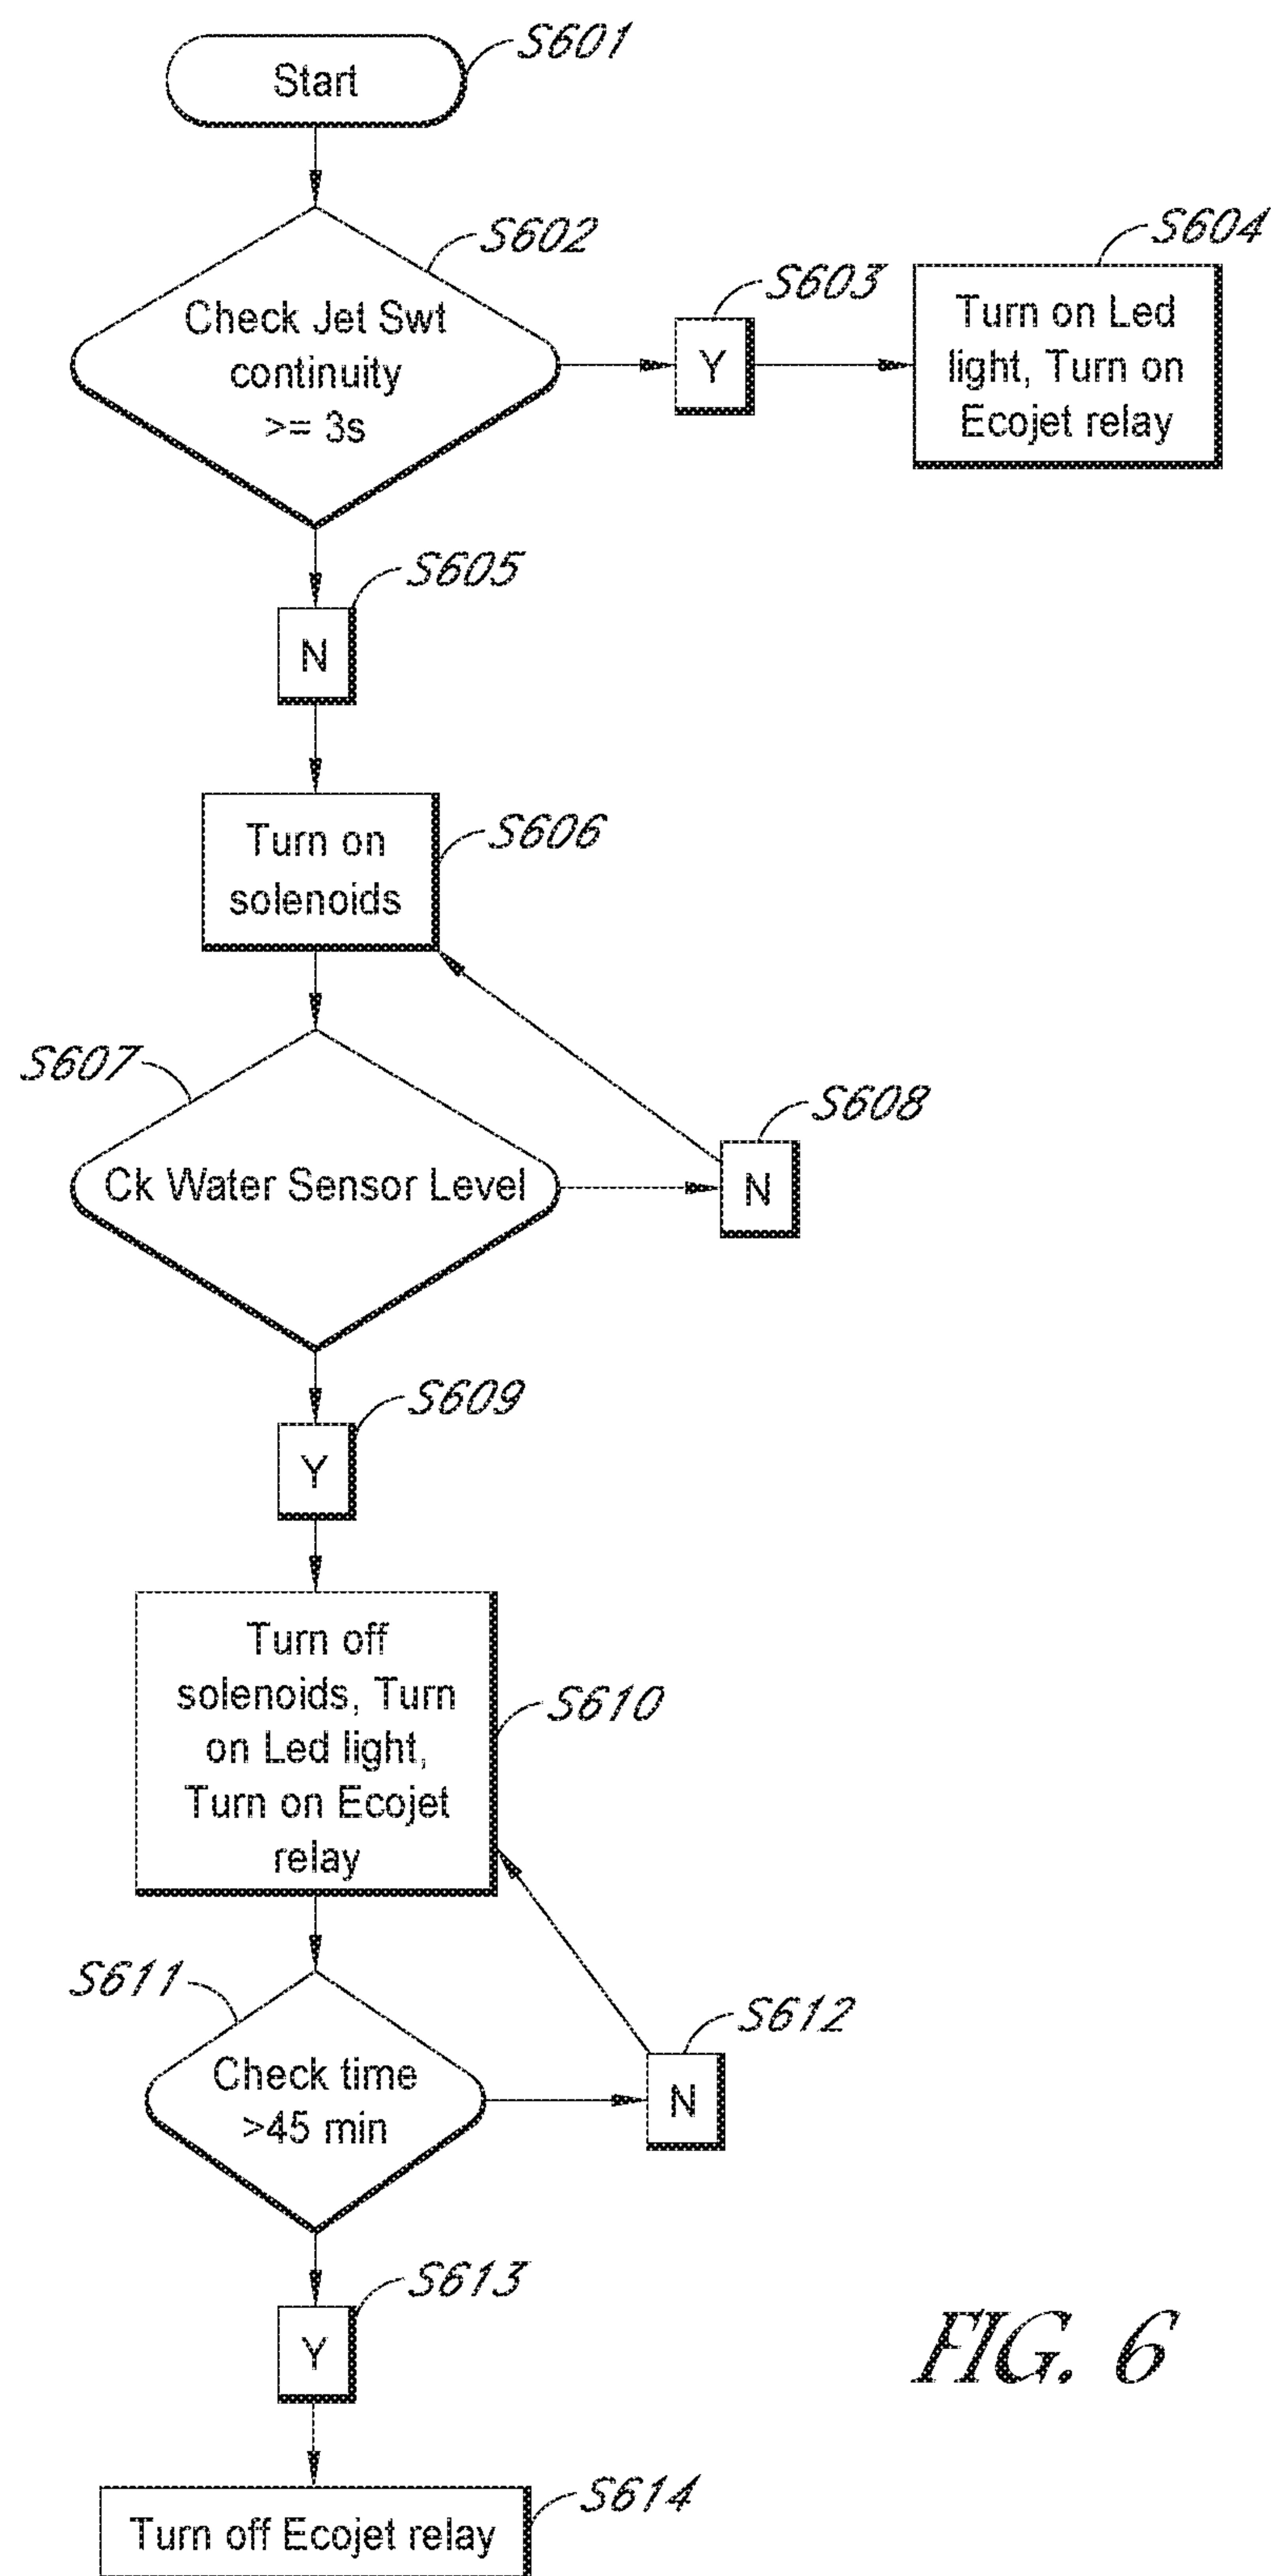 S601
Start
S602
Check Jet Swt
continuity
>= 3s
S603
Y
S604
Turn on Led
light, Turn on
Ecojet relay
S605
N
S606
Turn on
solenoids
S607
Ck Water Sensor Level
S608
N
S609
Y
S610
Turn off
solenoids, Turn
on Led light,
Turn on Ecojet
relay
S611
Check time
>45 min
S612
N
S613
Y
S614
Turn off Ecojet relay
FIG. 6